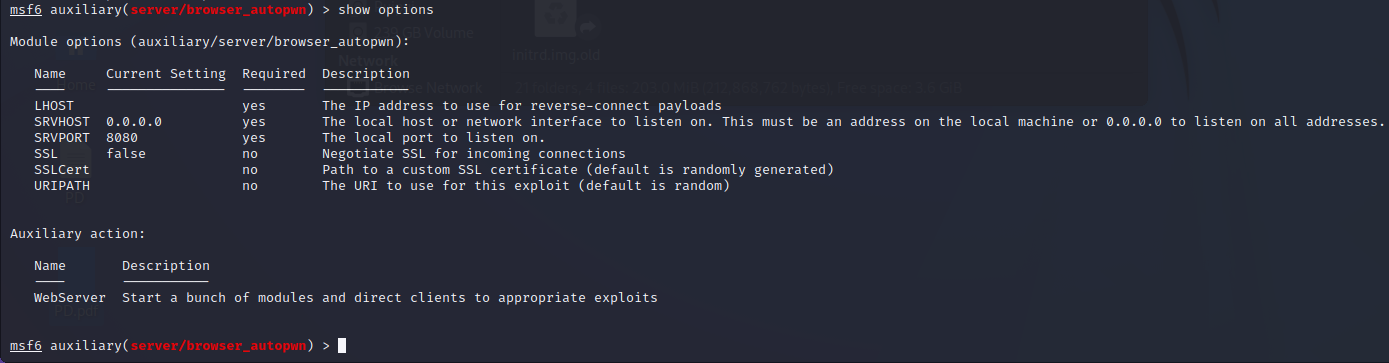 msf6 auxiliary(server/browser_autopwn) > show options
Module options (auxiliary/server/browser_autopwn):
Name Current Setting Required Description
---- --------------- -------- -----------
LHOST yes The IP address to use for reverse-connect payloads
SRVHOST 0.0.0.0 yes The local host or network interface to listen on. This must be an address on the local machine or 0.0.0.0 to listen on all addresses.
SRVPORT 8080 yes The local port to listen on.
SSL false no Negotiate SSL for incoming connections
SSLCert no Path to a custom SSL certificate (default is randomly generated)
URIPATH no The URI to use for this exploit (default is random)
Auxiliary action:
Name Description
---- -----------
WebServer Start a bunch of modules and direct clients to appropriate exploits
msf6 auxiliary(server/browser_autopwn) >
initrd.img.old
Network